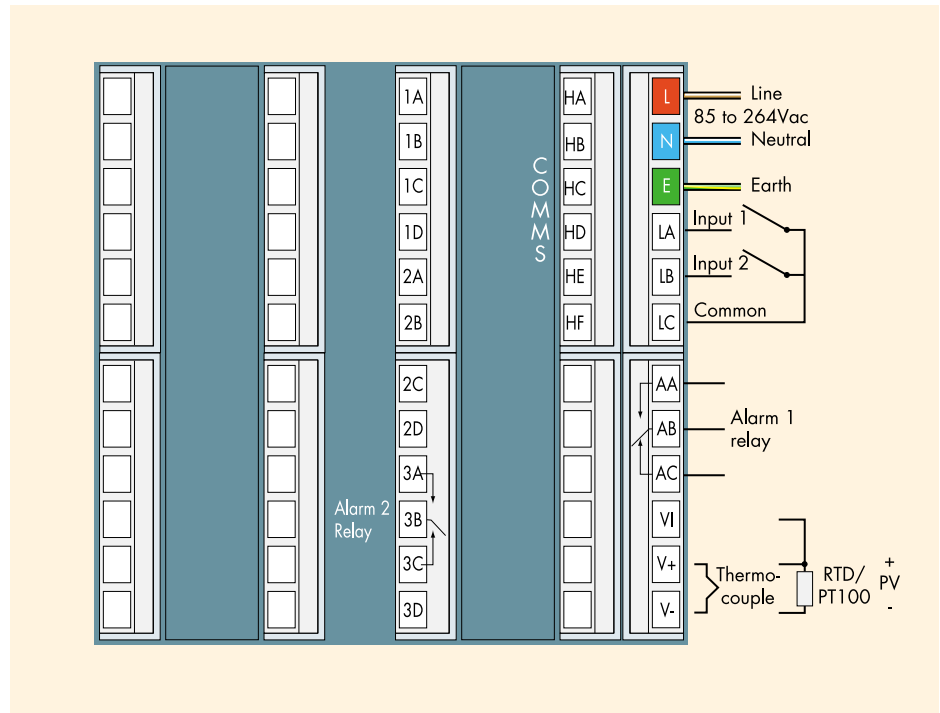 1A
1B
1C
1D
2A
2B
2C
2D
3A
3B
3C
3D
Alarm 2
Relay
COMMS
HA
HB
HC
HD
HE
HF
L
N
E
LA
LB
LC
AA
AB
AC
VI
V+
V-
Line
85 to 264Vac
Neutral
Earth
Input 1
Input 2
Common
Alarm 1
relay
Thermo-
couple
RTD/
PT100
+
PV
-